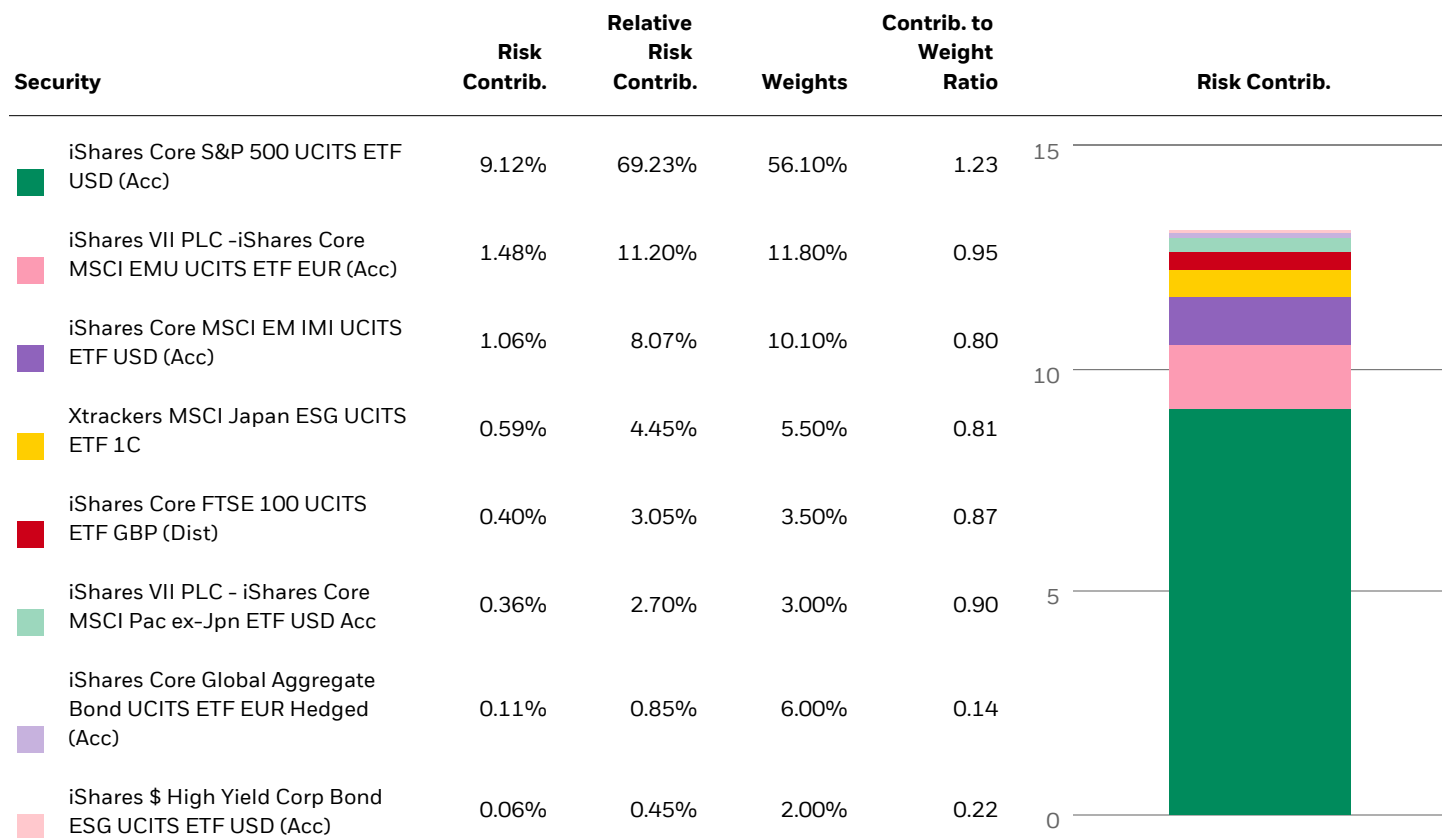 Security Risk Contrib. Relative Risk Contrib. Weights Contrib. to Weight Ratio Risk Contrib.
iShares Core S&P 500 UCITS ETF
USD (Acc)
9.12% 69.23% 56.10% 1.23
iShares VII PLC -iShares Core
MSCI EMU UCITS ETF EUR (Acc)
1.48% 11.20% 11.80% 0.95
iShares Core MSCI EM IMI UCITS
ETF USD (Acc)
1.06% 8.07% 10.10% 0.80
Xtrackers MSCI Japan ESG UCITS
ETF 1C
0.59% 4.45% 5.50% 0.81
iShares Core FTSE 100 UCITS
ETF GBP (Dist)
0.40% 3.05% 3.50% 0.87
iShares VII PLC - iShares Core
MSCI Pac ex-Jpn ETF USD Acc
0.36% 2.70% 3.00% 0.90
iShares Core Global Aggregate
Bond UCITS ETF EUR Hedged
(Acc)
0.11% 0.85% 6.00% 0.14
iShares $ High Yield Corp Bond
ESG UCITS ETF USD (Acc)
0.06% 0.45% 2.00% 0.22
15
10
5
0